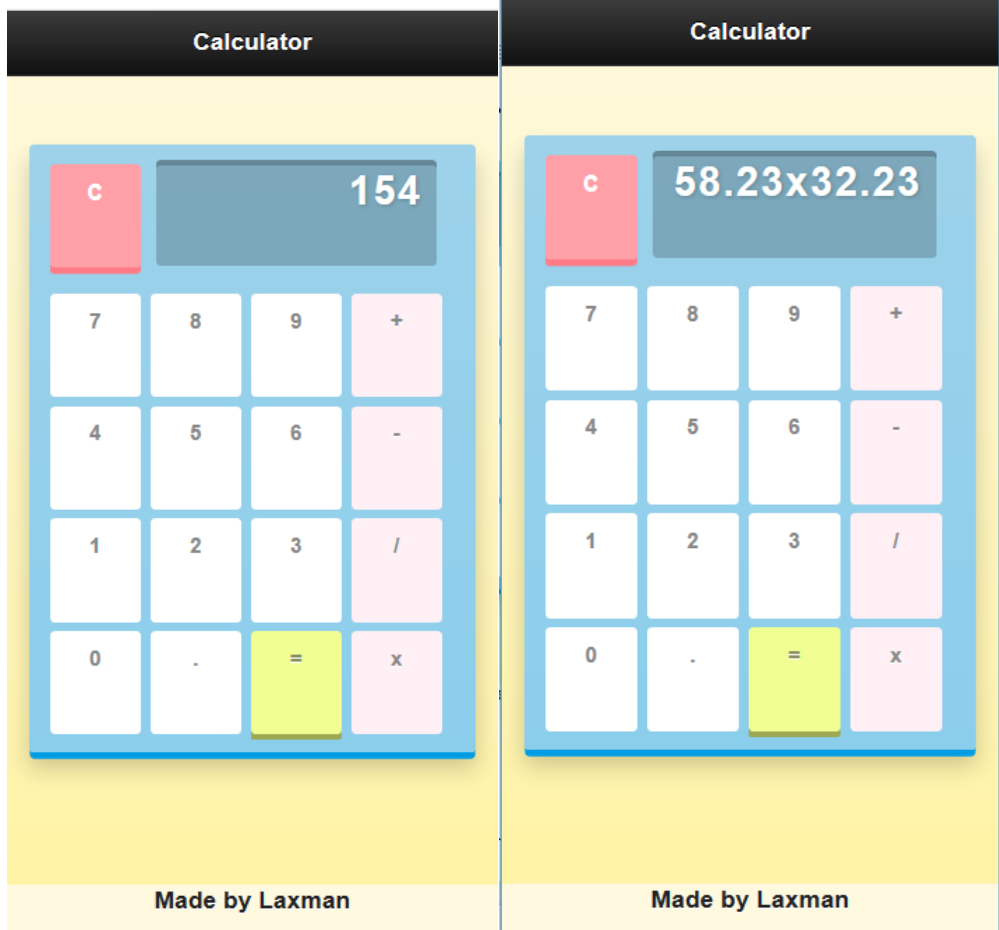 Calculator
C 154
7 8 9 +
4 5 6 -
1 2 3 /
0 . = x
Made by Laxman
Calculator
C 58.23x32.23
7 8 9 +
4 5 6 -
1 2 3 /
0 . = x
Made by Laxman